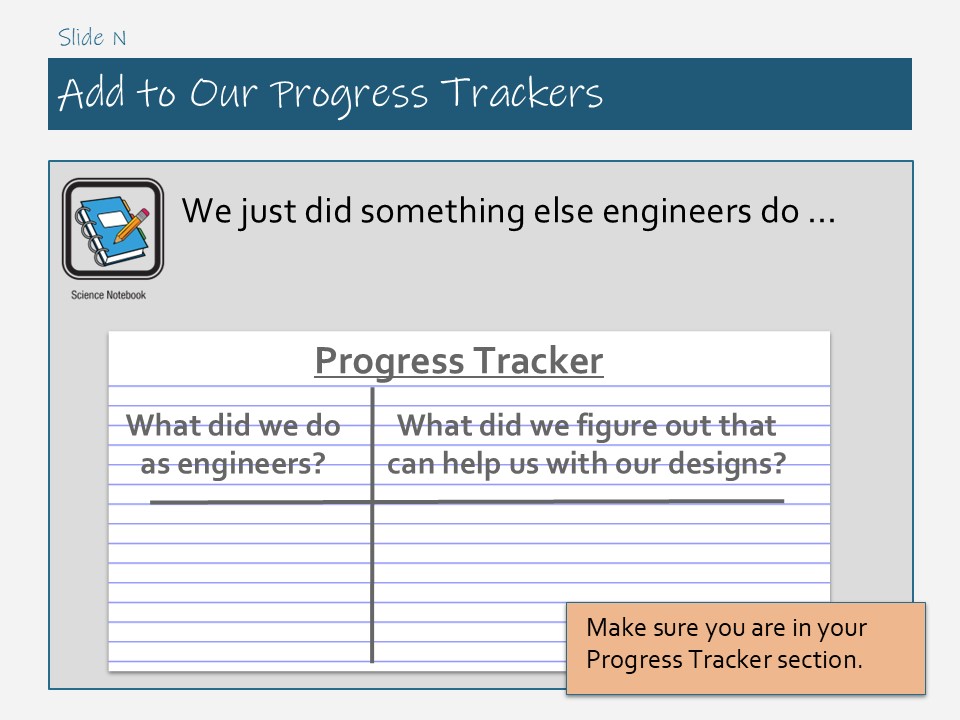 Slide N
Add to Our Progress Trackers
We just did something else engineers do ...
Science Notebook
Progress Tracker
What did we do
as engineers?
What did we figure out that
can help us with our designs?
Make sure you are in your
Progress Tracker section.